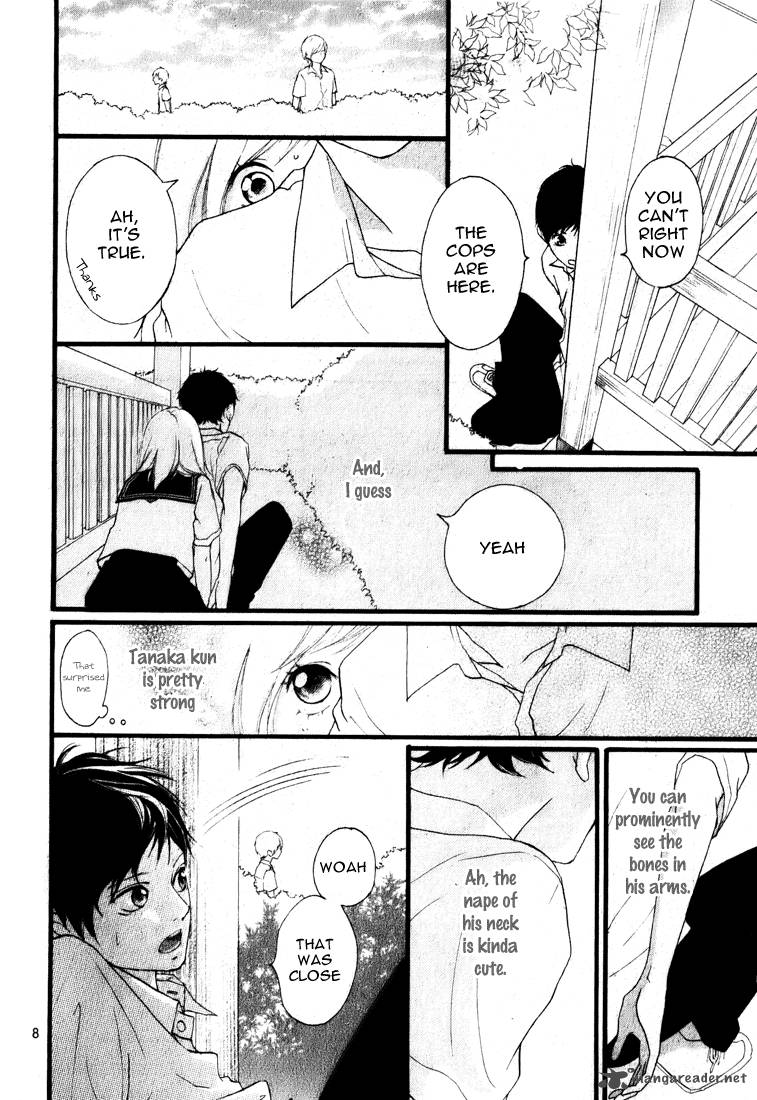 YOU
CAN'T
RIGHT
NOW
THE
COPS
ARE
HERE.
AH,
IT'S
TRUE.
Thanks
And,
I guess
YEAH
That
surprised
me
Tanaka kun
is pretty
strong
You can
prominently
see the
bones in
his arms.
Ah, the
nape of
his neck
is kinda
cute.
WOAH
THAT
WAS
CLOSE
8
Mangareader.net